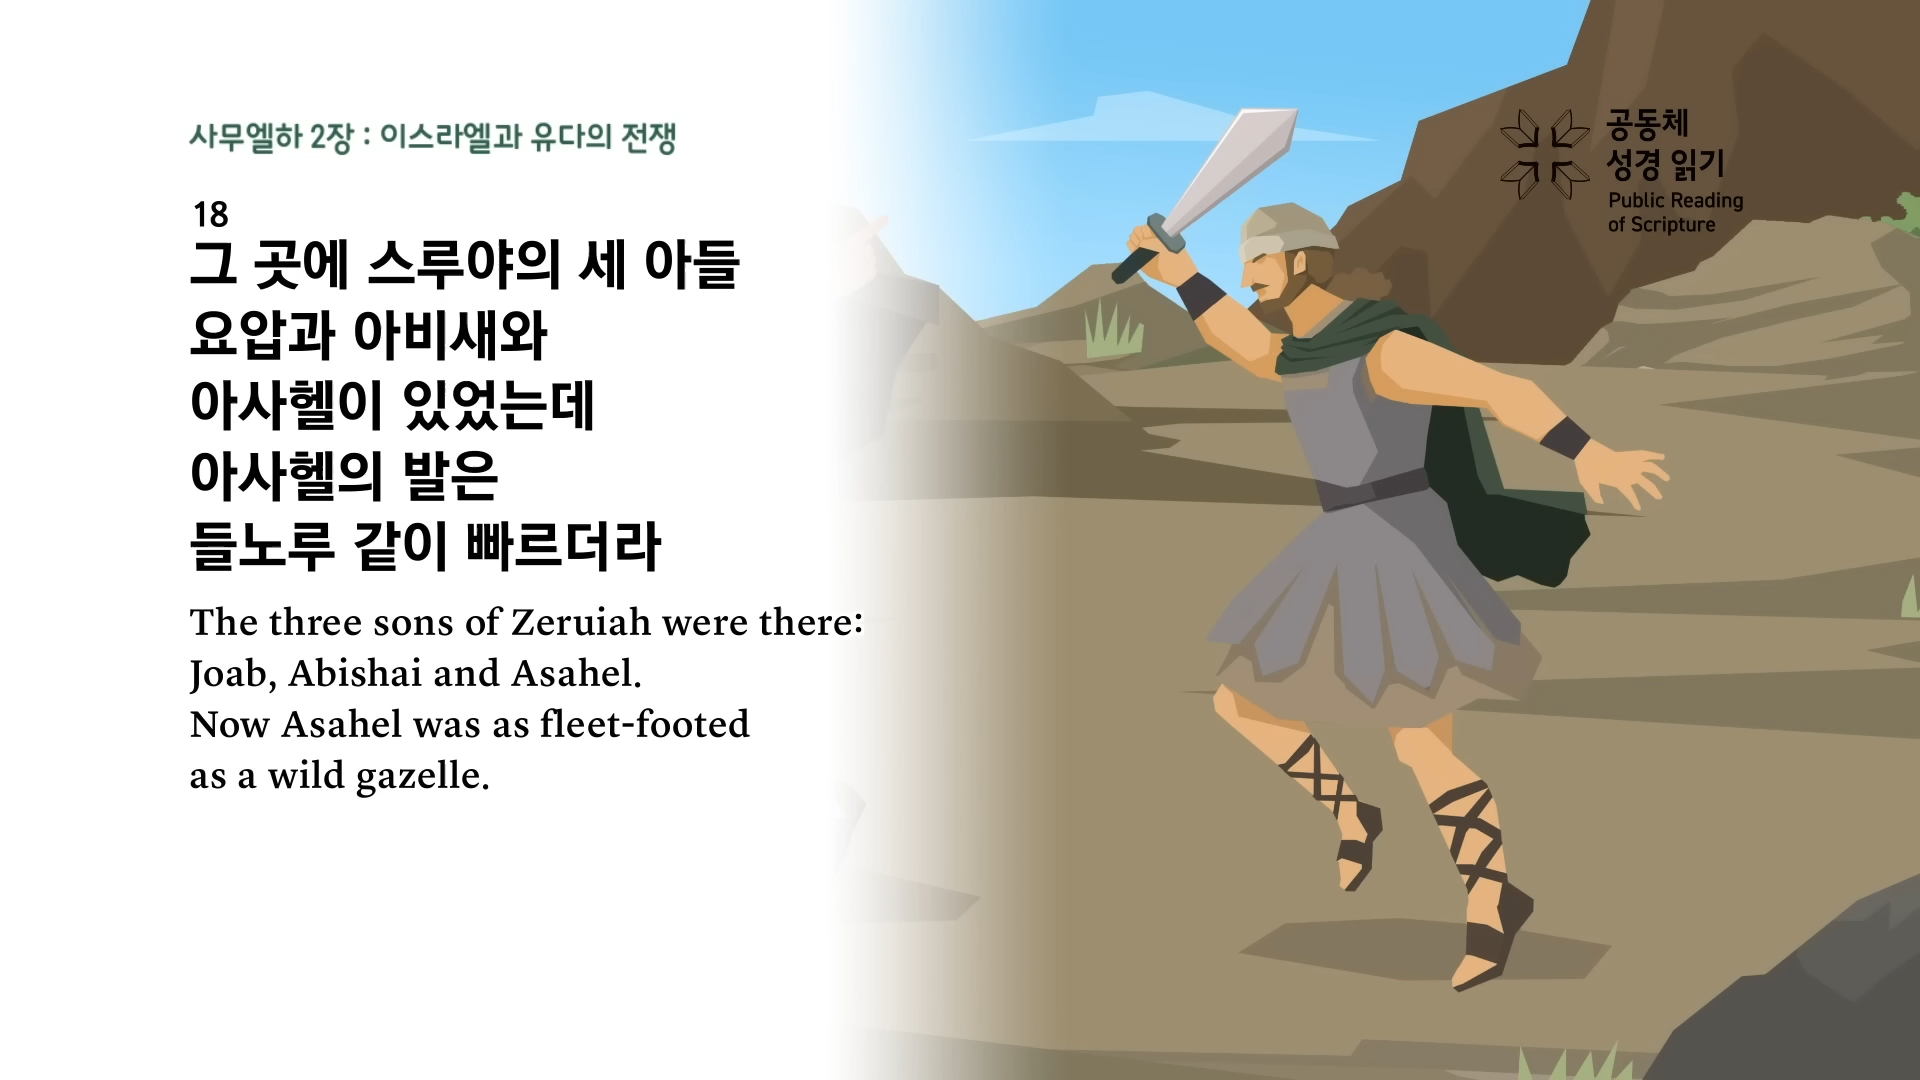 사무엘하 2장 : 이스라엘과 유다의 전쟁
18
그 곳에 스루야의 세 아들
요압과 아비새와
아사헬이 있었는데
아사헬의 발은
들노루 같이 빠르더라
The three sons of Zeruiah were there:
Joab, Abishai and Asahel.
Now Asahel was as fleet-footed
as a wild gazelle.
공동체
성경 읽기
Public Reading
of Scripture